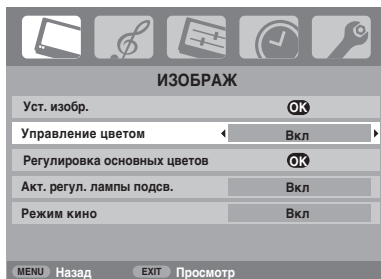 ИЗОБРАЖ
Уст. изобр. OK
Управление цветом Вкл
Регулировка основных цветов OK
Акт. регул. лампы подсв. Вкл
Режим кино Вкл
MENU Назад EXIT Просмотр